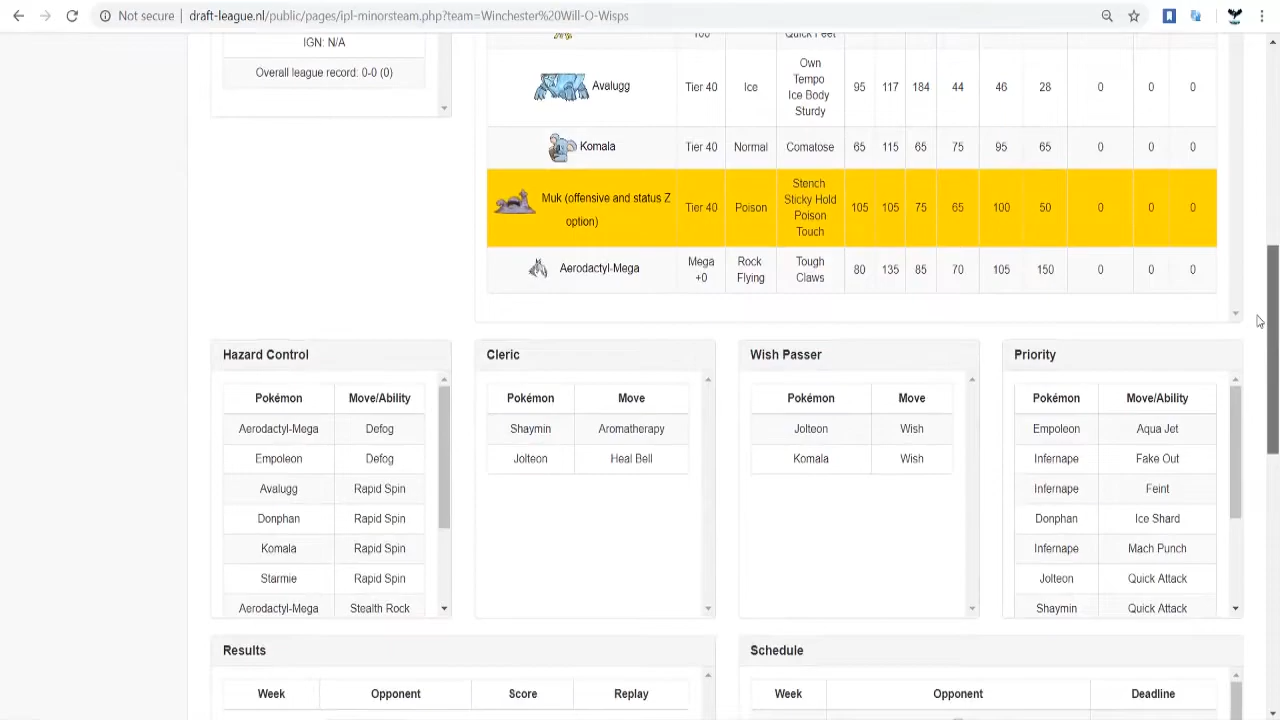 Not secure | draft-league.nl/public/pages/ipl-minorsteam.php?team=Winchester%20Will-O-Wisps
IGN: N/A
Overall league record: 0-0 (0)
100 Quick Feet
Avalugg Tier 40 Ice Own Tempo Ice Body Sturdy 95 117 184 44 46 28 0 0 0
Komala Tier 40 Normal Comatose 65 115 65 75 95 65 0 0 0
Muk (offensive and status Z option) Tier 40 Poison Stench Sticky Hold Poison Touch 105 105 75 65 100 50 0 0 0
Aerodactyl-Mega Mega +0 Rock Flying Tough Claws 80 135 85 70 105 150 0 0 0
Hazard Control
Pokémon Move/Ability
Aerodactyl-Mega Defog
Empoleon Defog
Avalugg Rapid Spin
Donphan Rapid Spin
Komala Rapid Spin
Starmie Rapid Spin
Aerodactyl-Mega Stealth Rock
Cleric
Pokémon Move
Shaymin Aromatherapy
Jolteon Heal Bell
Wish Passer
Pokémon Move
Jolteon Wish
Komala Wish
Priority
Pokémon Move/Ability
Empoleon Aqua Jet
Infernape Fake Out
Infernape Feint
Donphan Ice Shard
Infernape Mach Punch
Jolteon Quick Attack
Shaymin Quick Attack
Results
Week Opponent Score Replay
Schedule
Week Opponent Deadline